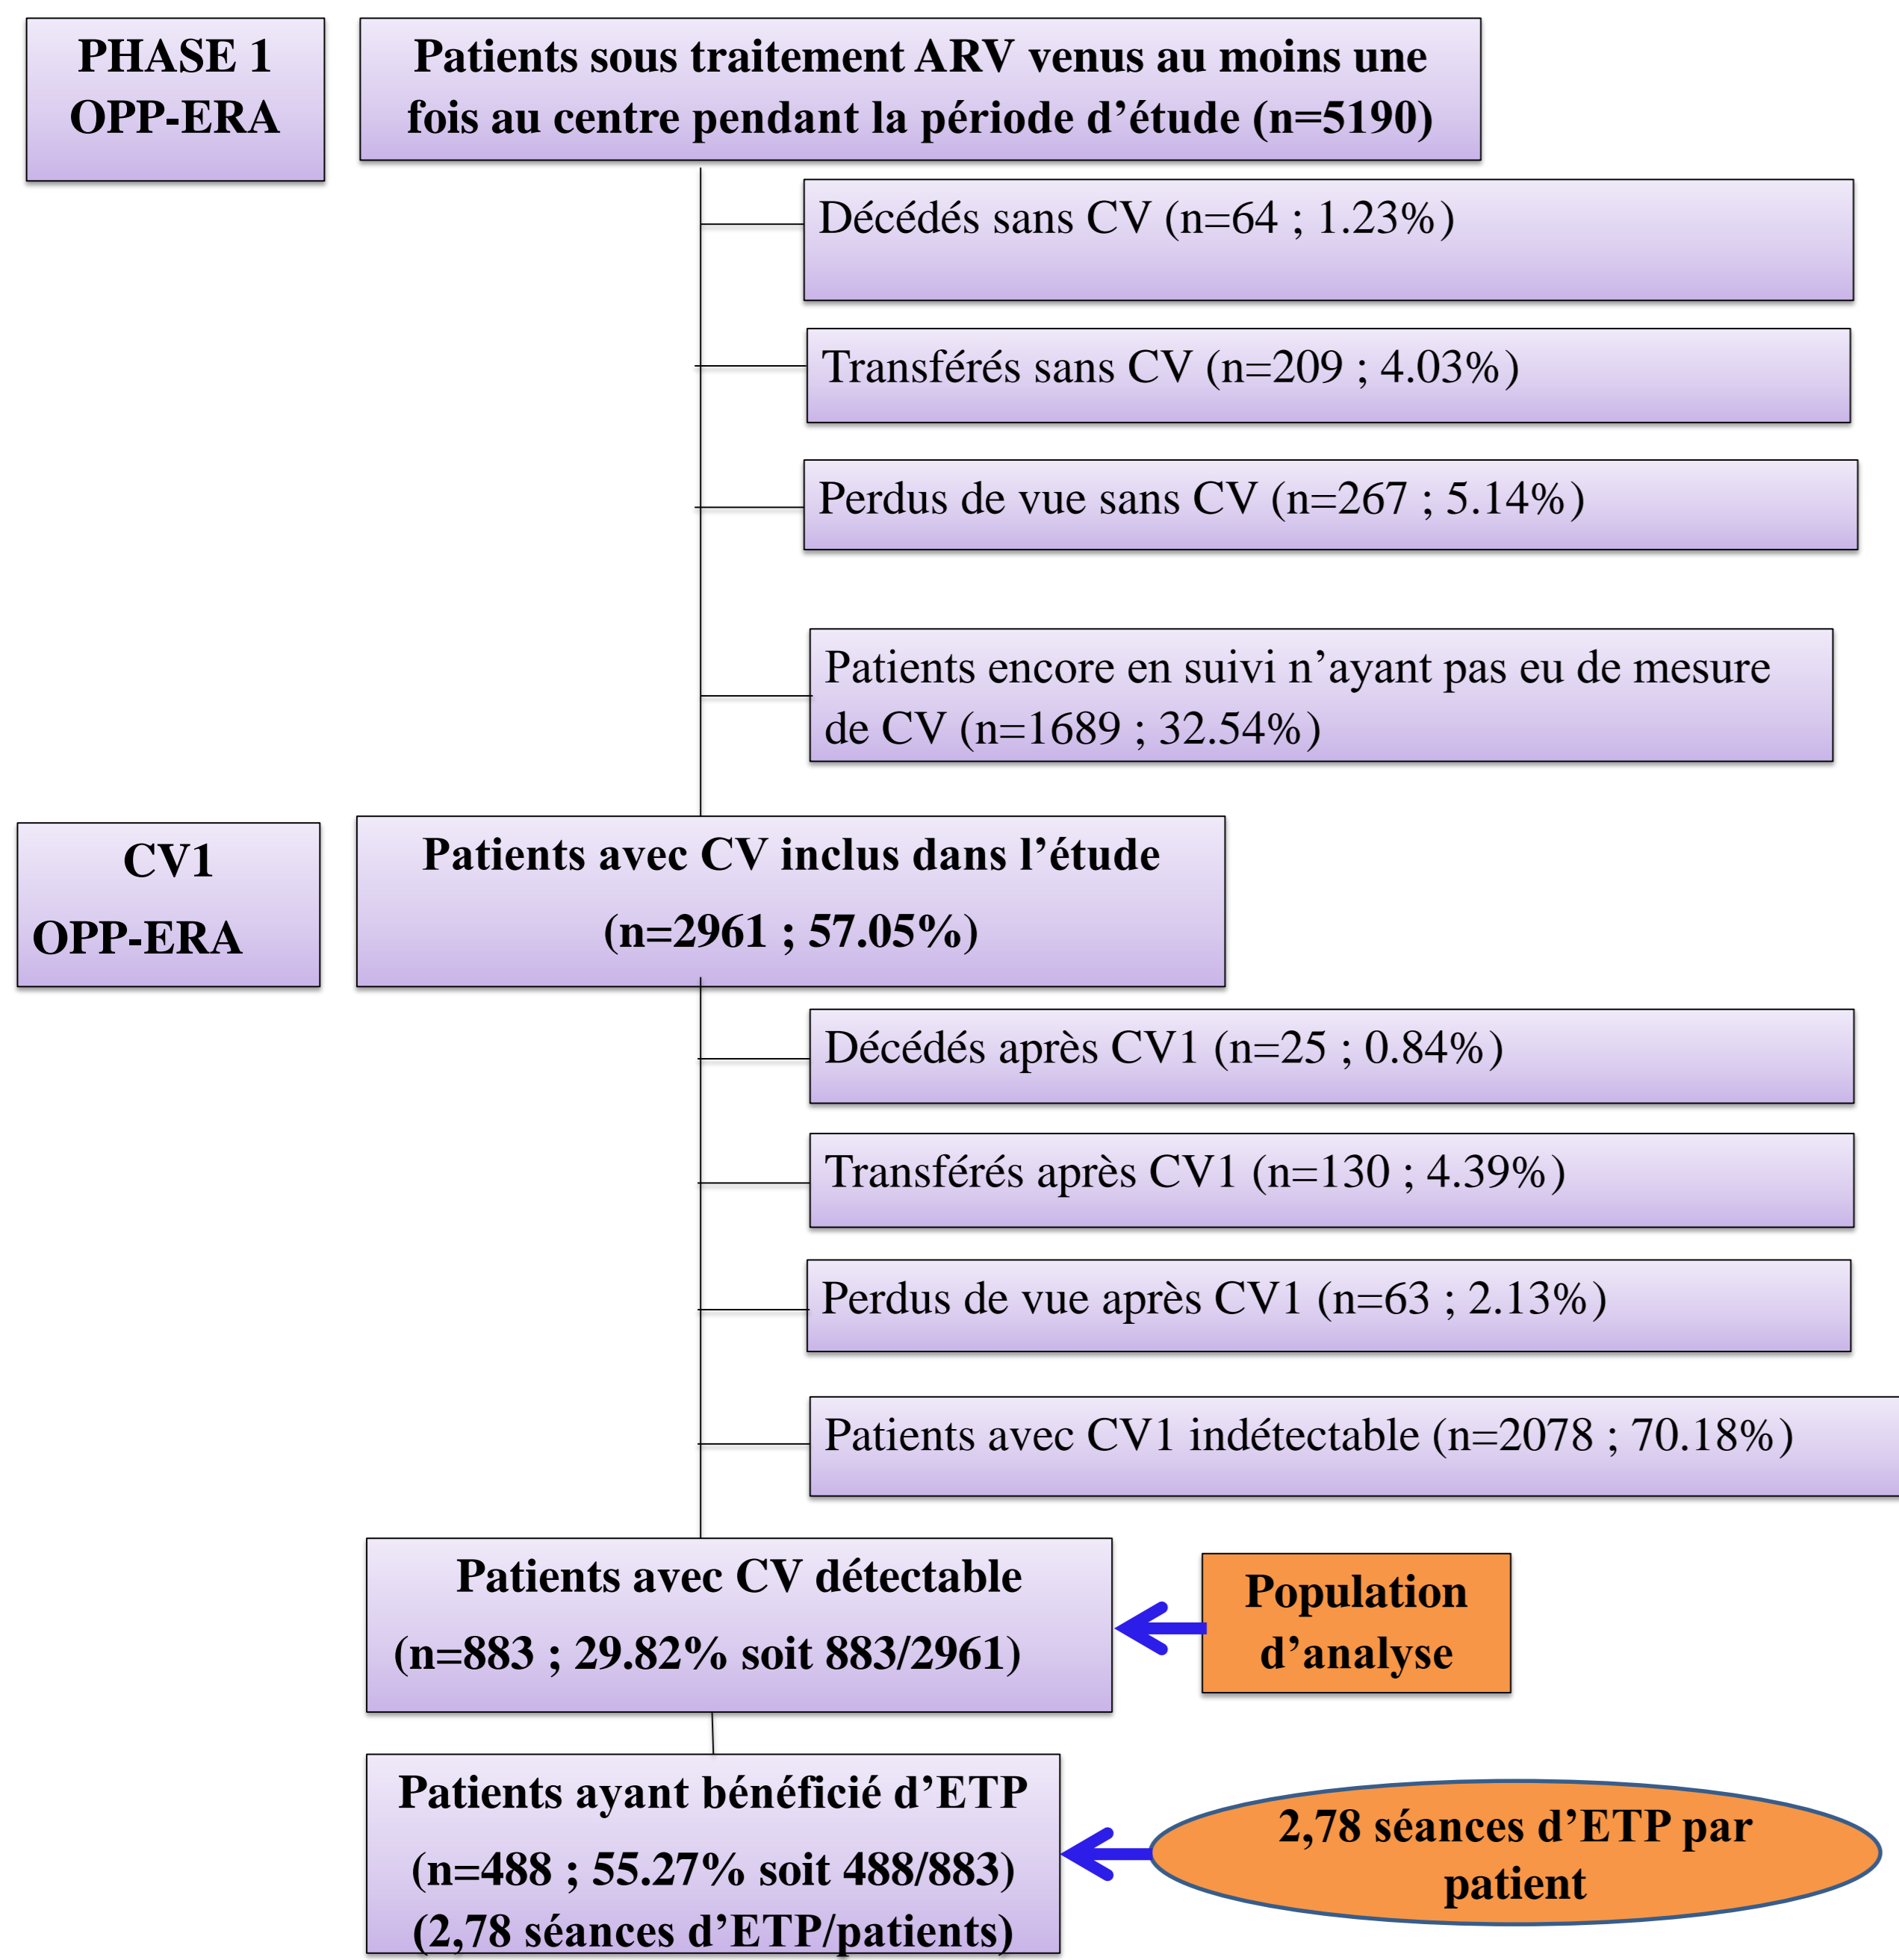 PHASE 1
OPP-ERA
Patients sous traitement ARV venus au moins une
fois au centre pendant la période d’étude (n=5190)
Décédés sans CV (n=64 ; 1.23%)
Transférés sans CV (n=209 ; 4.03%)
Perdus de vue sans CV (n=267 ; 5.14%)
Patients encore en suivi n’ayant pas eu de mesure
de CV (n=1689 ; 32.54%)
CV1
OPP-ERA
Patients avec CV inclus dans l’étude
(n=2961 ; 57.05%)
Décédés après CV1 (n=25 ; 0.84%)
Transférés après CV1 (n=130 ; 4.39%)
Perdus de vue après CV1 (n=63 ; 2.13%)
Patients avec CV1 indétectable (n=2078 ; 70.18%)
Patients avec CV détectable
(n=883 ; 29.82% soit 883/2961)
Population
d’analyse
Patients ayant bénéficié d’ETP
(n=488 ; 55.27% soit 488/883)
(2,78 séances d’ETP/patients)
2,78 séances d’ETP par
patient